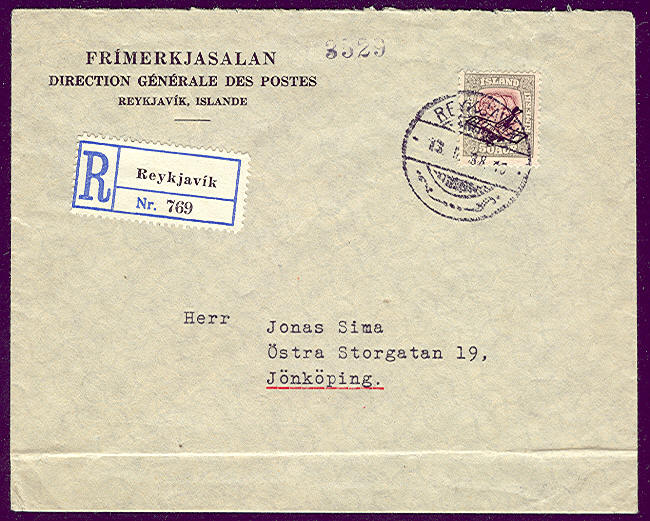 FRÍMERKJASALAN
DIRECTION GÉNÉRALE DES POSTES
REYKJAVÍK, ISLANDE
8529
ISLAND
REYKJAVÍK
R
Reykjavík
Nr. 769
Herr Jonas Sima
Östra Storgatan 19,
Jönköping.